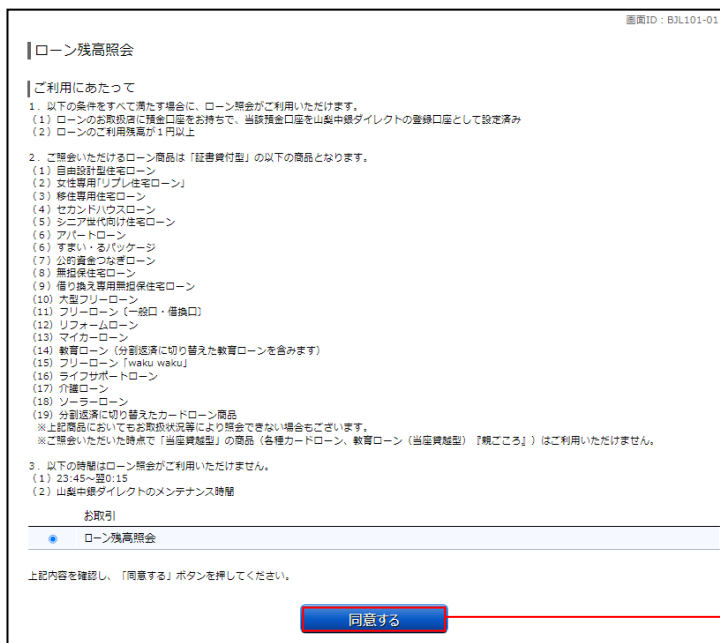 画面ID：BJL101-01
ローン残高照会
ご利用にあたって
１．以下の条件をすべて満たす場合に、ローン照会がご利用いただけます。
（１）ローンのお取扱店に預金口座をお持ちで、当該預金口座を山梨中銀ダイレクトの登録口座として設定済み
（２）ローンのご利用残高が１円以上
２．ご照会いただけるローン商品は「証書貸付型」の以下の商品となります。
（１）自由設計型住宅ローン
（２）女性専用「リプレ住宅ローン」
（３）移住専用住宅ローン
（４）セカンドハウスローン
（５）シニア世代向け住宅ローン
（６）アパートローン
（６）すまい・るパッケージ
（７）公的資金つなぎローン
（８）無担保住宅ローン
（９）借り換え専用無担保住宅ローン
（10）大型フリーローン
（11）フリーローン〔一般口・借換口〕
（12）リフォームローン
（13）マイカーローン
（14）教育ローン（分割返済に切り替えた教育ローンを含みます）
（15）フリーローン「waku waku」
（16）ライフサポートローン
（17）介護ローン
（18）ソーラーローン
（19）分割返済に切り替えたカードローン商品
※上記商品においてもお取扱状況等により照会できない場合もございます。
※ご照会いただいた時点で「当座貸越型」の商品（各種カードローン、教育ローン（当座貸越型）『親ごころ』）はご利用いただけません。
３．以下の時間はローン照会がご利用いただけません。
（１）23:45～翌0:15
（２）山梨中銀ダイレクトのメンテナンス時間
お取引
ローン残高照会
上記内容を確認し、「同意する」ボタンを押してください。
同意する